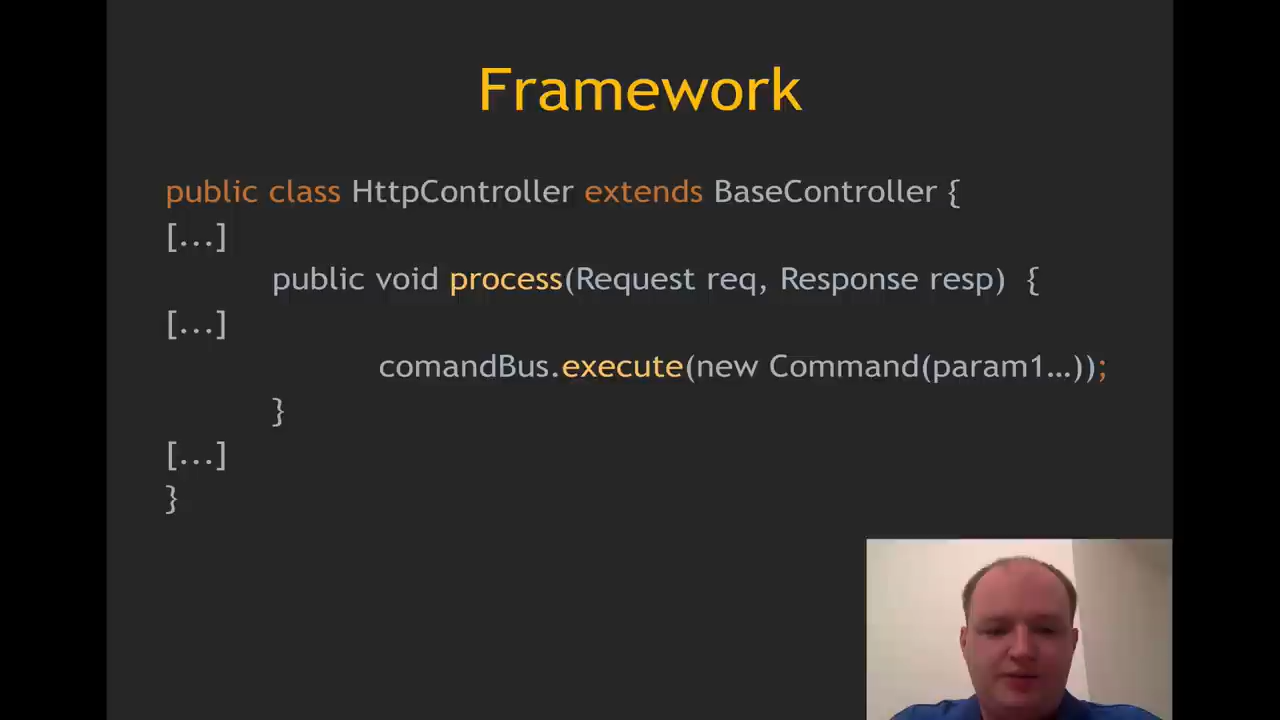 Framework
public class HttpController extends BaseController {
[...]
public void process(Request req, Response resp) {
[...]
comandBus.execute(new Command(param1…));
}
[...]
}